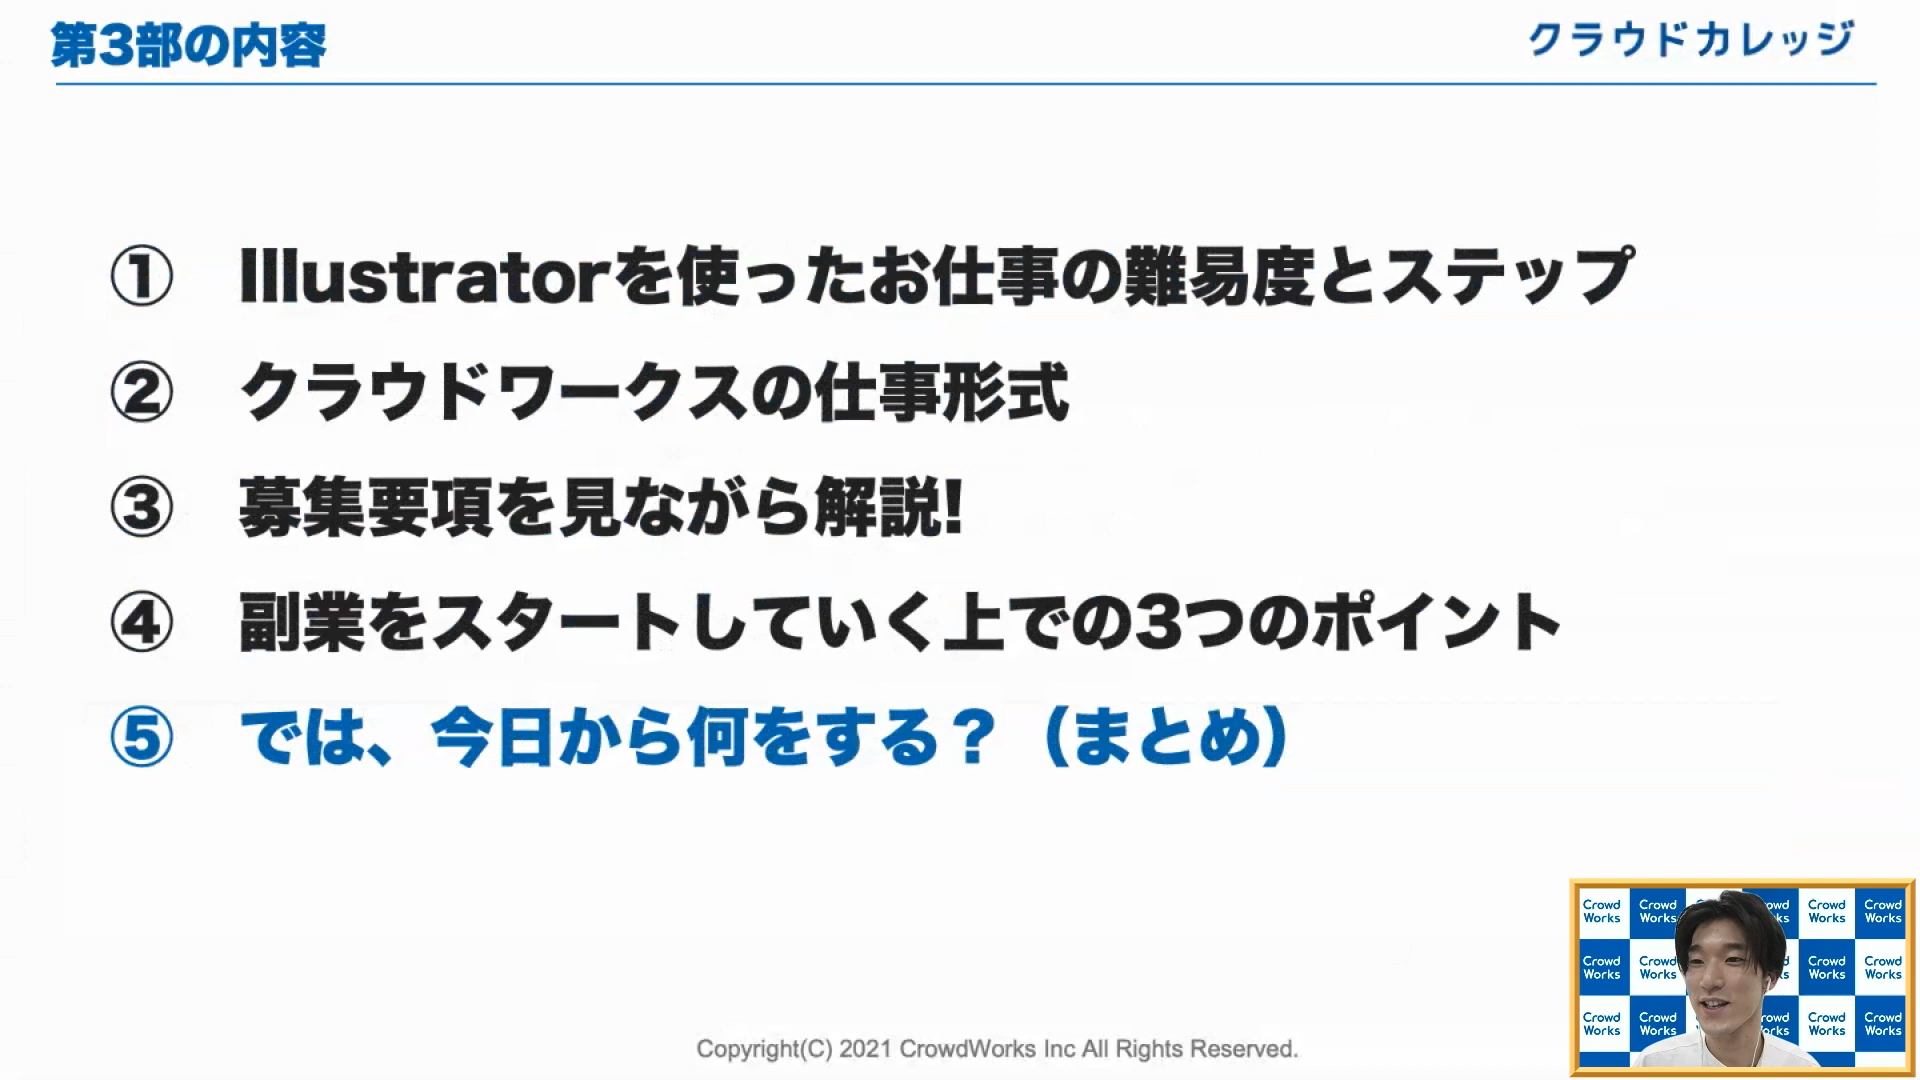 第3部の内容
クラウドカレッジ
① Illustratorを使ったお仕事の難易度とステップ
② クラウドワークスの仕事形式
③ 募集要項を見ながら解説!
④ 副業をスタートしていく上での3つのポイント
⑤ では、今日から何をする？（まとめ）
Crowd Works Crowd Works Crowd Works Crowd Works
Crowd Works Crowd Works Crowd Works
Crowd Works Crowd Works Crowd Works Crowd Works
Copyright(C) 2021 CrowdWorks Inc All Rights Reserved.